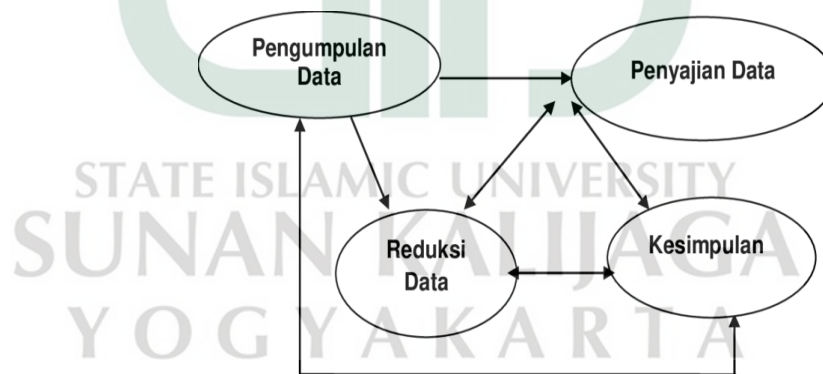 Pengumpulan
Data
Penyajian Data
STATE ISLAMIC UNIVERSITY
SUNAN KALIJAGA
YOGYAKARTA
Reduksi
Data
Kesimpulan